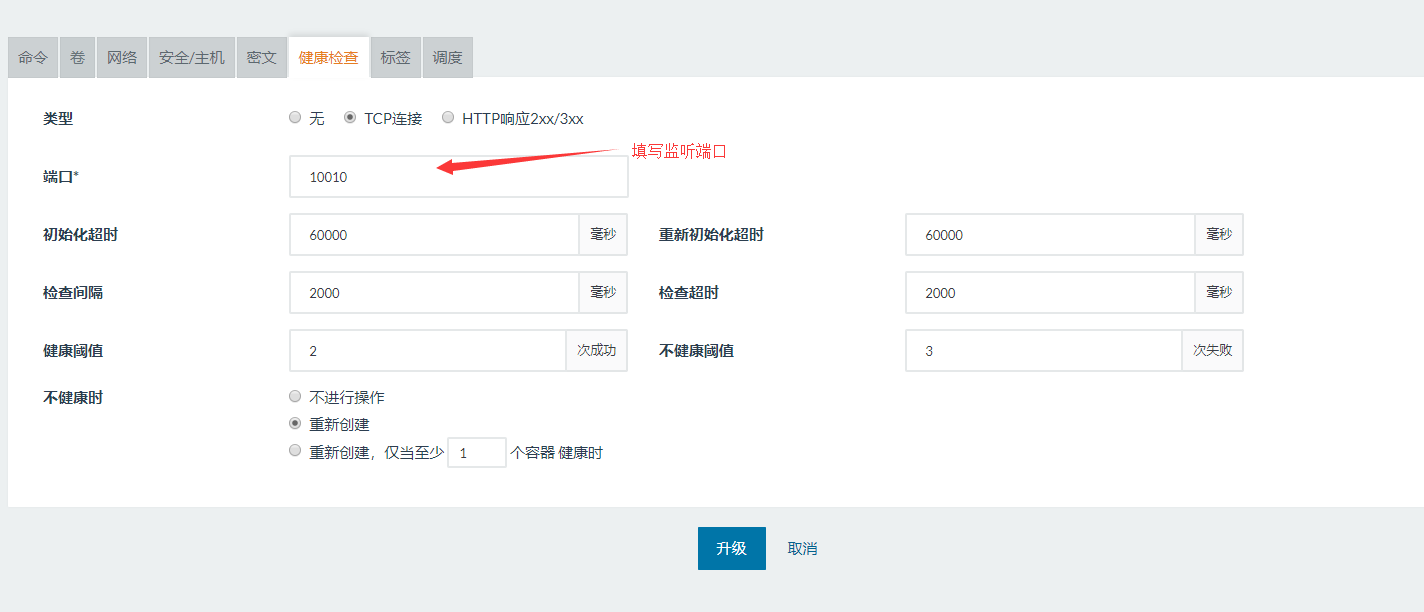 命令 卷 网络 安全/主机 密文 健康检查 标签 调度
类型 无 TCP连接 HTTP响应2xx/3xx
填写监听端口
端口* 10010
初始化超时 60000 毫秒 重新初始化超时 60000 毫秒
检查间隔 2000 毫秒 检查超时 2000 毫秒
健康阈值 2 次成功 不健康阈值 3 次失败
不健康时 不进行操作
重新创建
重新创建，仅当至少 1 个容器 健康时
升级 取消